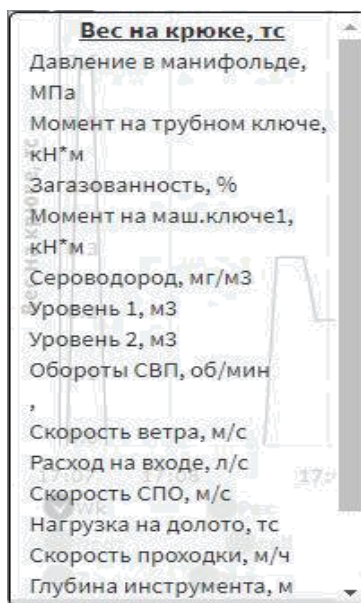 Вес на крюке, тс
Давление в манифольде,
МПа
Момент на трубном ключе,
кН*м
Загазованность, %
Момент на маш.ключе1,
кН*м
Сероводород, мг/м3
Уровень 1, м3
Уровень 2, м3
Обороты СВП, об/мин
,
Скорость ветра, м/с
Расход на входе, л/с
Скорость СПО, м/с
Нагрузка на долото, тс
Скорость проходки, м/ч
Глубина инструмента, м